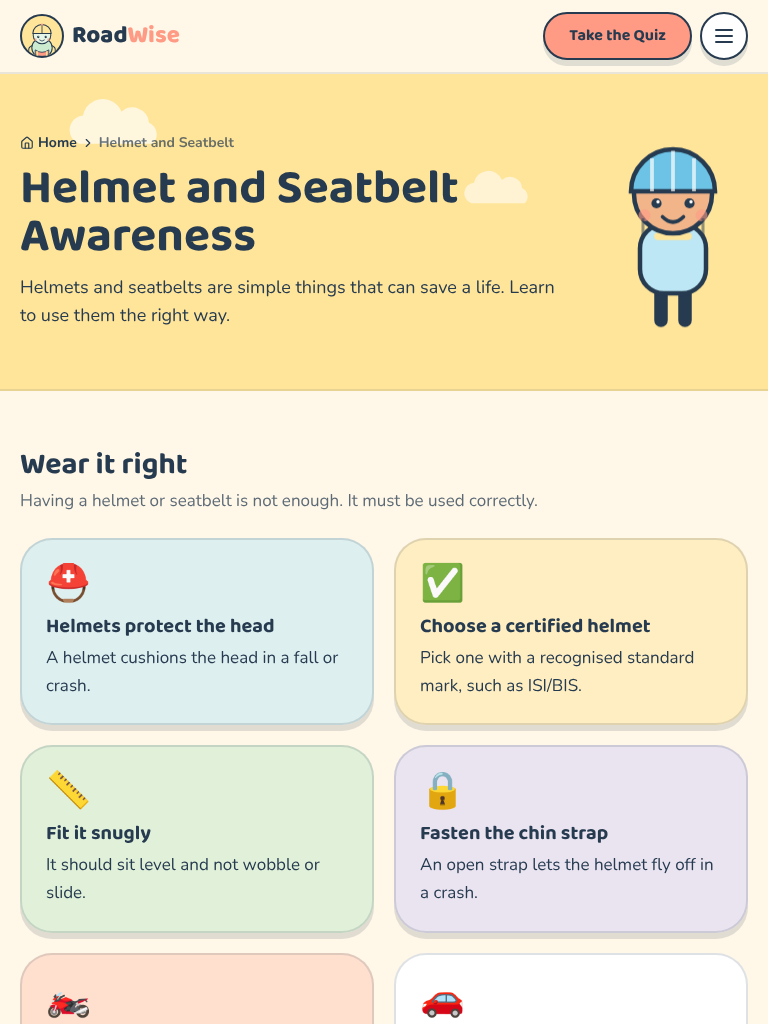 RoadWise
Take the Quiz
Home > Helmet and Seatbelt
Helmet and Seatbelt
Awareness
Helmets and seatbelts are simple things that can save a life. Learn
to use them the right way.
Wear it right
Having a helmet or seatbelt is not enough. It must be used correctly.
Helmets protect the head
A helmet cushions the head in a fall or
crash.
Choose a certified helmet
Pick one with a recognised standard
mark, such as ISI/BIS.
Fit it snugly
It should sit level and not wobble or
slide.
Fasten the chin strap
An open strap lets the helmet fly off in
a crash.